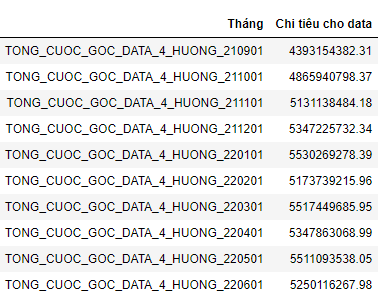 Tháng Chi tiêu cho data
TONG_CUOC_GOC_DATA_4_HUONG_210901 4393154382.31
TONG_CUOC_GOC_DATA_4_HUONG_211001 4865940798.37
TONG_CUOC_GOC_DATA_4_HUONG_211101 5131138484.18
TONG_CUOC_GOC_DATA_4_HUONG_211201 5347225732.34
TONG_CUOC_GOC_DATA_4_HUONG_220101 5530269278.39
TONG_CUOC_GOC_DATA_4_HUONG_220201 5173739215.96
TONG_CUOC_GOC_DATA_4_HUONG_220301 5517449685.95
TONG_CUOC_GOC_DATA_4_HUONG_220401 5347863068.99
TONG_CUOC_GOC_DATA_4_HUONG_220501 5511093538.05
TONG_CUOC_GOC_DATA_4_HUONG_220601 5250116267.98